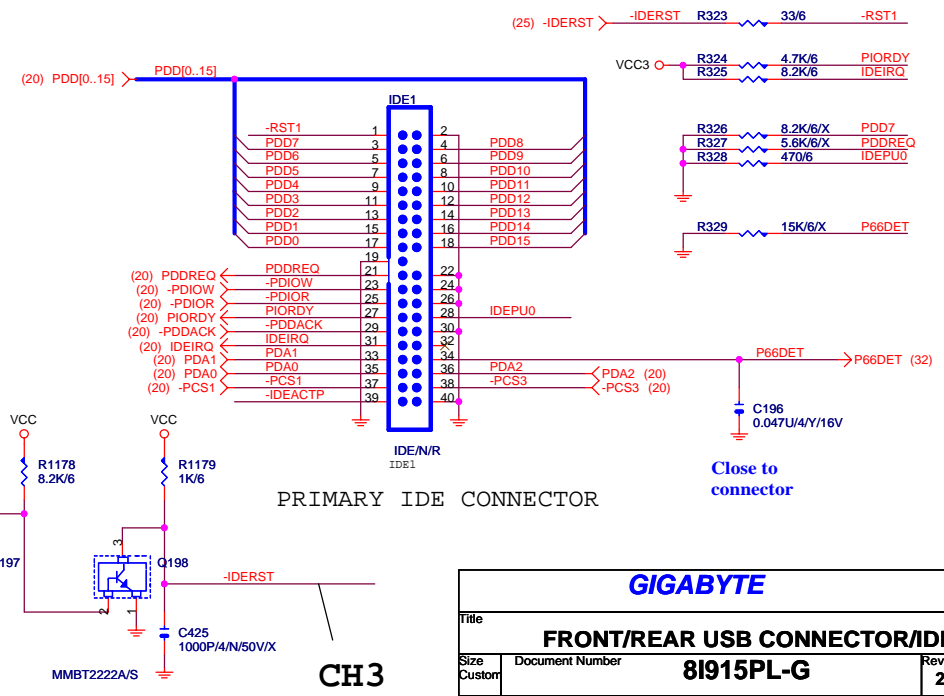 (25) -IDERST -IDERST R323 33/6 -RST1
(20) PDD[0..15] PDD[0..15]
VCC3 R324 4.7K/6 PIORDY
R325 8.2K/6 IDEIRQ
IDE1
R326 8.2K/6/X PDD7
R327 5.6K/6/X PDDREQ
R328 470/6 IDEPU0
R329 15K/6/X P66DET
-RST1 1 2
PDD7 3 4 PDD8
PDD6 5 6 PDD9
PDD5 7 8 PDD10
PDD4 9 10 PDD11
PDD3 11 12 PDD12
PDD2 13 14 PDD13
PDD1 15 16 PDD14
PDD0 17 18 PDD15
19
(20) PDDREQ PDDREQ 21 22
(20) -PDIOW -PDIOW 23 24
(20) -PDIOR -PDIOR 25 26
(20) PIORDY PIORDY 27 28 IDEPU0
(20) -PDDACK -PDDACK 29 30
(20) IDEIRQ IDEIRQ 31 32
(20) PDA1 PDA1 33 34 P66DET P66DET (32)
(20) PDA0 PDA0 35 36 PDA2 PDA2 (20)
(20) -PCS1 -PCS1 37 38 -PCS3 -PCS3 (20)
-IDEACTP 39 40
C196
0.047U/4/Y/16V
IDE/N/R
IDE1
Close to
connector
PRIMARY IDE CONNECTOR
VCC VCC
R1178
8.2K/6
R1179
1K/6
197
3
Q198
2 1
-IDERST
C425
1000P/4/N/50V/X
MMBT2222A/S
CH3
GIGABYTE
Title
FRONT/REAR USB CONNECTOR/IDE
Size
Custom
Document Number
8I915PL-G
Rev
2